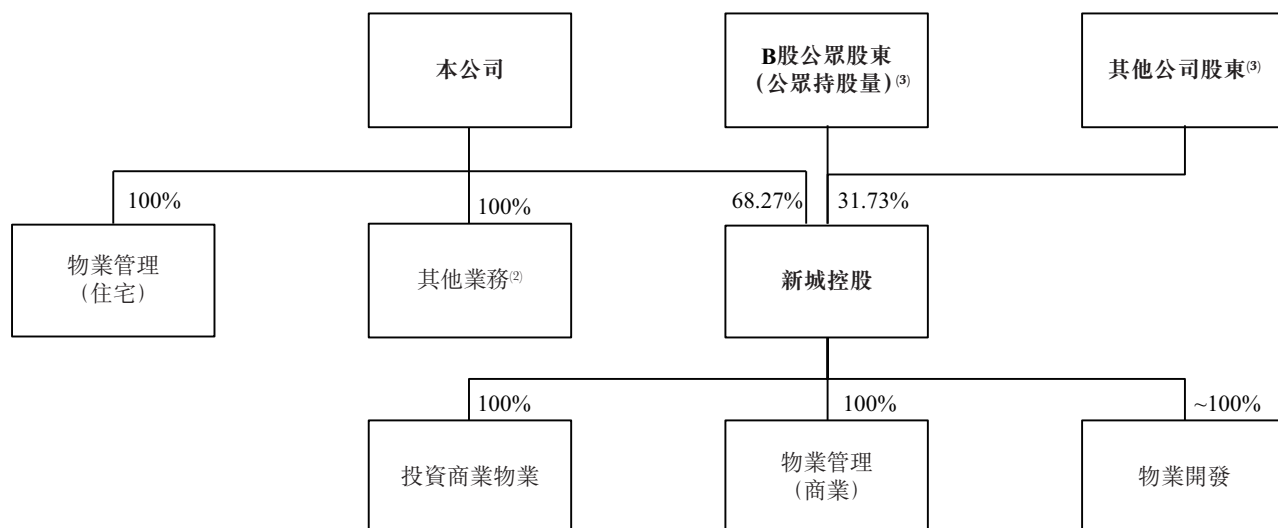 本公司
B股公眾股東
(公眾持股量)(3)
其他公司股東(3)
100%
100%
68.27%
31.73%
物業管理
(住宅)
其他業務(2)
新城控股
100%
100%
~100%
投資商業物業
物業管理
(商業)
物業開發